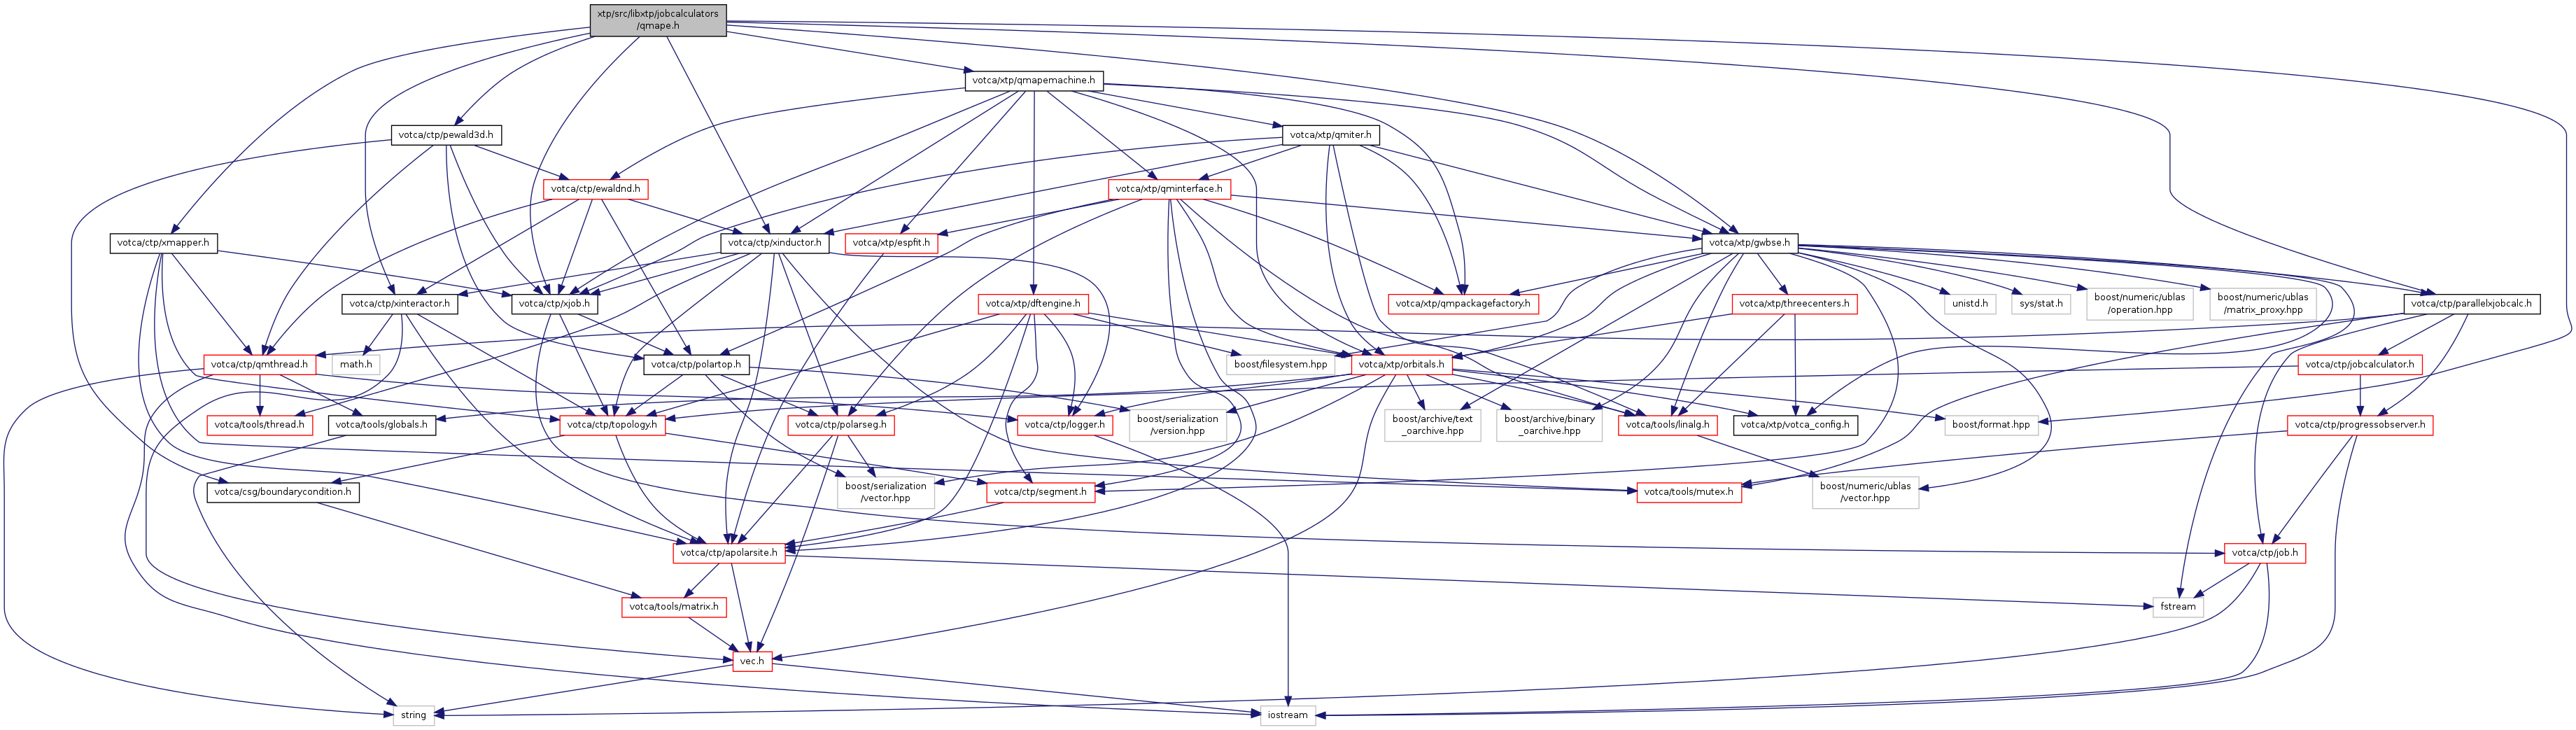 xtp/src/libxtp/jobcalculators
/qmape.h
votca/xtp/qmapemachine.h
votca/ctp/pewald3d.h
votca/xtp/qmiter.h
votca/ctp/ewaldnd.h
votca/xtp/qminterface.h
votca/ctp/xmapper.h
votca/ctp/xinductor.h
votca/xtp/espfit.h
votca/xtp/gwbse.h
votca/ctp/xinteractor.h
votca/ctp/xjob.h
votca/xtp/dftengine.h
votca/xtp/qmpackagefactory.h
votca/xtp/threecenters.h
unistd.h
sys/stat.h
boost/numeric/ublas
/operation.hpp
boost/numeric/ublas
/matrix_proxy.hpp
votca/ctp/parallelxjobcalc.h
votca/ctp/qmthread.h
math.h
votca/ctp/polartop.h
boost/filesystem.hpp
votca/xtp/orbitals.h
votca/ctp/jobcalculator.h
votca/tools/thread.h
votca/tools/globals.h
votca/ctp/topology.h
votca/ctp/polarseg.h
votca/ctp/logger.h
boost/serialization
/version.hpp
boost/archive/text
_oarchive.hpp
boost/archive/binary
_oarchive.hpp
votca/tools/linalg.h
votca/xtp/votca_config.h
boost/format.hpp
votca/ctp/progressobserver.h
votca/csg/boundarycondition.h
boost/serialization
/vector.hpp
votca/ctp/segment.h
votca/tools/mutex.h
boost/numeric/ublas
/vector.hpp
votca/ctp/apolarsite.h
votca/ctp/job.h
votca/tools/matrix.h
fstream
vec.h
string
iostream